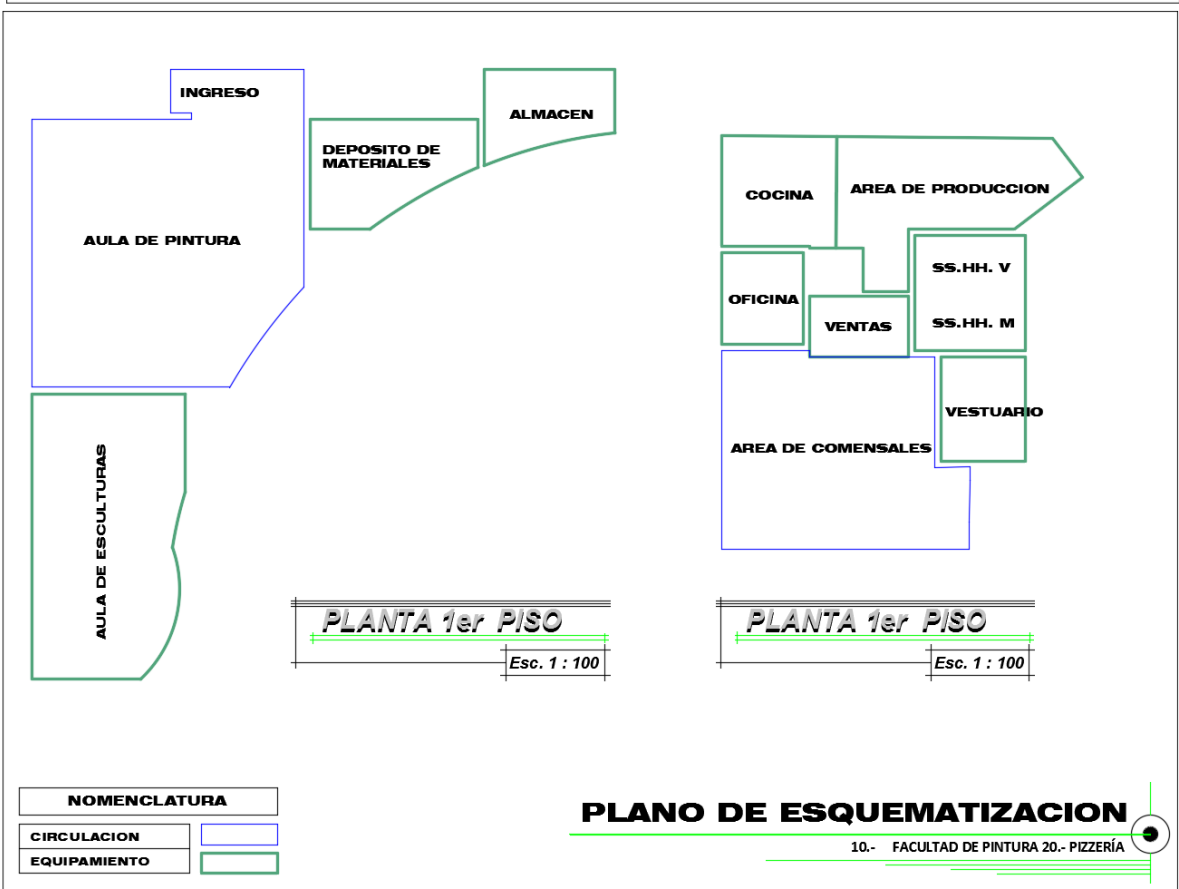 INGRESO
ALMACEN
DEPOSITO DE
MATERIALES
AULA DE PINTURA
AULA DE ESCULTURAS
COCINA
AREA DE PRODUCCION
SS.HH. V
OFICINA
VENTAS
SS.HH. M
VESTUARIO
AREA DE COMENSALES
PLANTA 1er PISO
Esc. 1 : 100
PLANTA 1er PISO
Esc. 1 : 100
NOMENCLATURA
CIRCULACION
EQUIPAMIENTO
PLANO DE ESQUEMATIZACION
10.- FACULTAD DE PINTURA 20.- PIZZERÍA